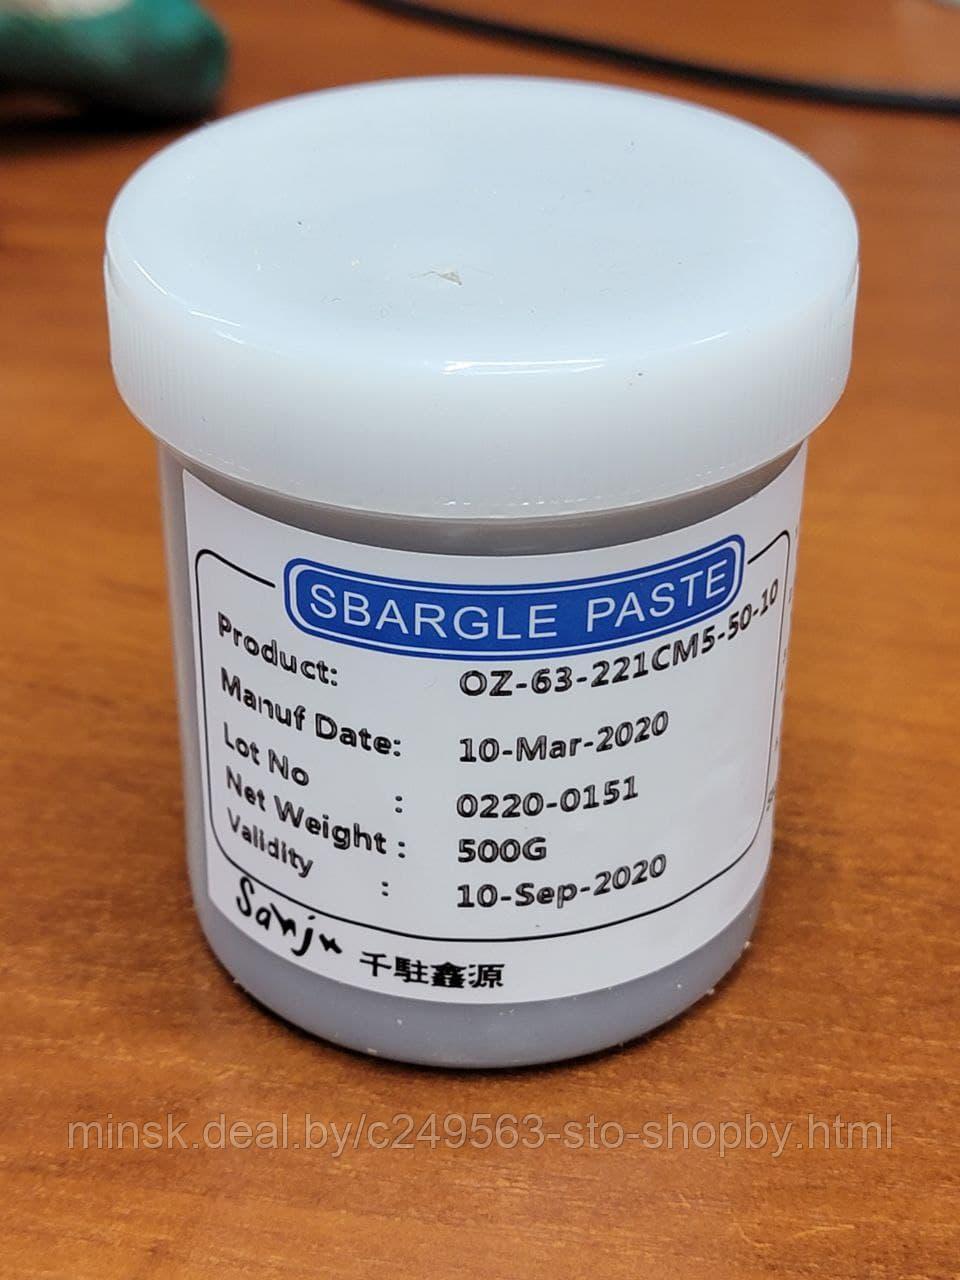 SBARGLE PASTE
Product: OZ-63-221CM5-50-10
Manuf Date: 10-Mar-2020
Lot No : 0220-0151
Net Weight : 500G
Validity : 10-Sep-2020
Sanju 千駐鑫源
minsk.deal.by/c249563-sto-shopby.html